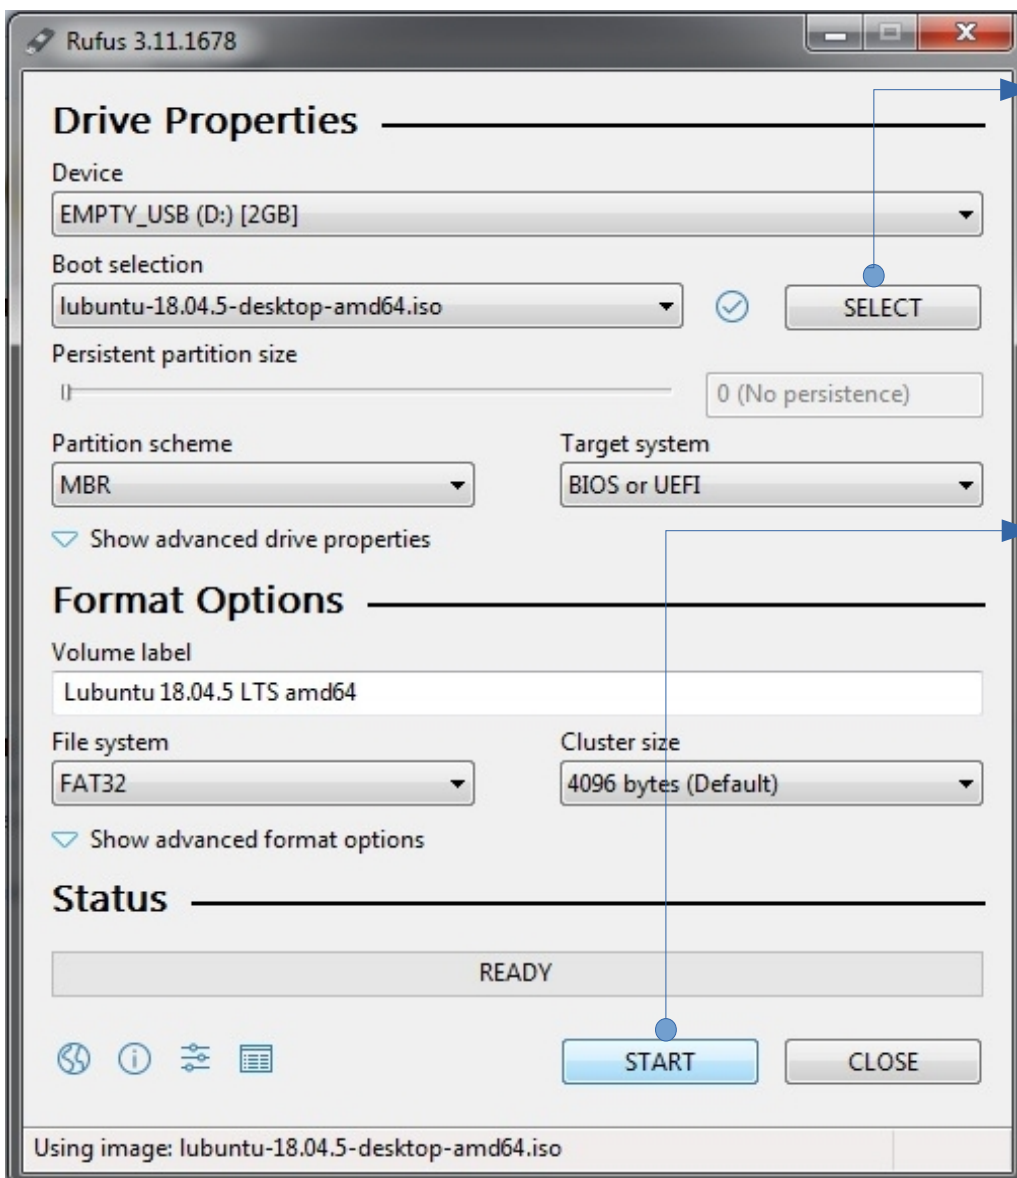 Rufus 3.11.1678
Drive Properties
Device
EMPTY_USB (D:) [2GB]
Boot selection
lubuntu-18.04.5-desktop-amd64.iso
SELECT
Persistent partition size
0 (No persistence)
Partition scheme
Target system
MBR
BIOS or UEFI
Show advanced drive properties
Format Options
Volume label
Lubuntu 18.04.5 LTS amd64
File system
Cluster size
FAT32
4096 bytes (Default)
Show advanced format options
Status
READY
START
CLOSE
Using image: lubuntu-18.04.5-desktop-amd64.iso